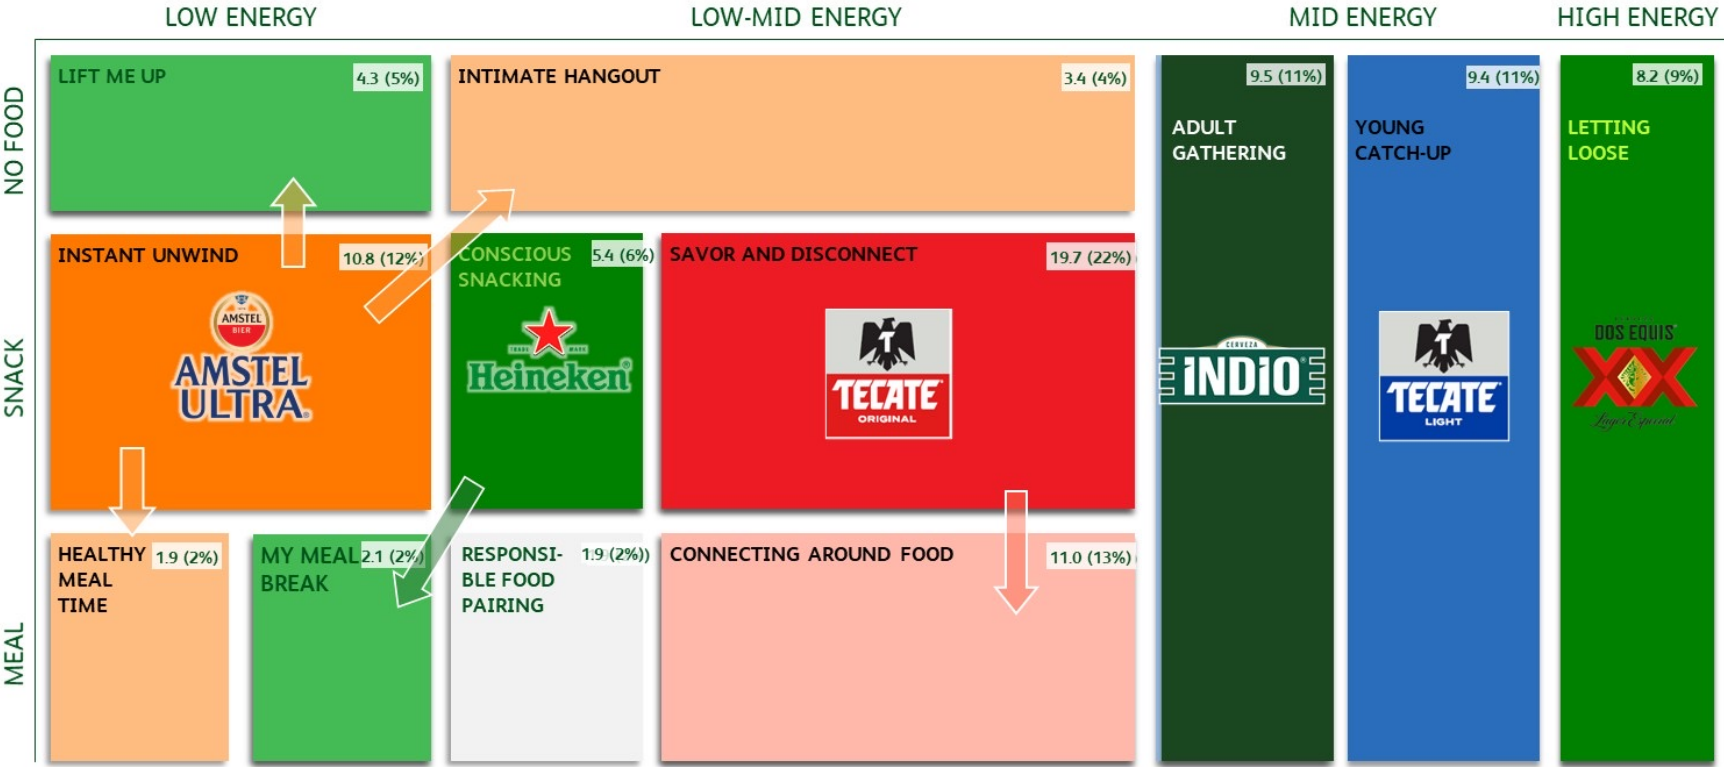 LOW ENERGY
LOW-MID ENERGY
MID ENERGY
HIGH ENERGY
NO FOOD
LIFT ME UP
4.3 (5%)
INTIMATE HANGOUT
3.4 (4%)
9.5 (11%)
ADULT
GATHERING
9.4 (11%)
YOUNG
CATCH-UP
8.2 (9%)
LETTING
LOOSE
SNACK
INSTANT UNWIND
10.8 (12%)
AMSTEL
BIER
AMSTEL
ULTRA
CONSCIOUS
SNACKING
5.4 (6%)
TRADE MARK
Heineken
SAVOR AND DISCONNECT
19.7 (22%)
T
TECATE
ORIGINAL
CERVEZA
INDIO
T
TECATE
LIGHT
DOS EQUIS
XX
Lager Especial
MEAL
HEALTHY
MEAL
TIME
1.9 (2%)
MY MEAL
BREAK
2.1 (2%)
RESPONSI-
BLE FOOD
PAIRING
1.9 (2%))
CONNECTING AROUND FOOD
11.0 (13%)